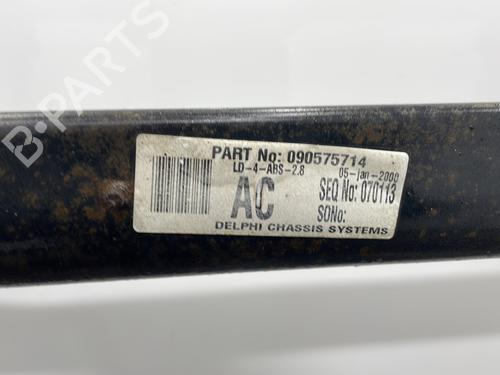 B-PARTS
PART No: 090575714
LD-4-ABS-2.8
05-jan-2000
AC
SEQ No: 070113
SDNo:
DELPHI CHASSIS SYSTEMS